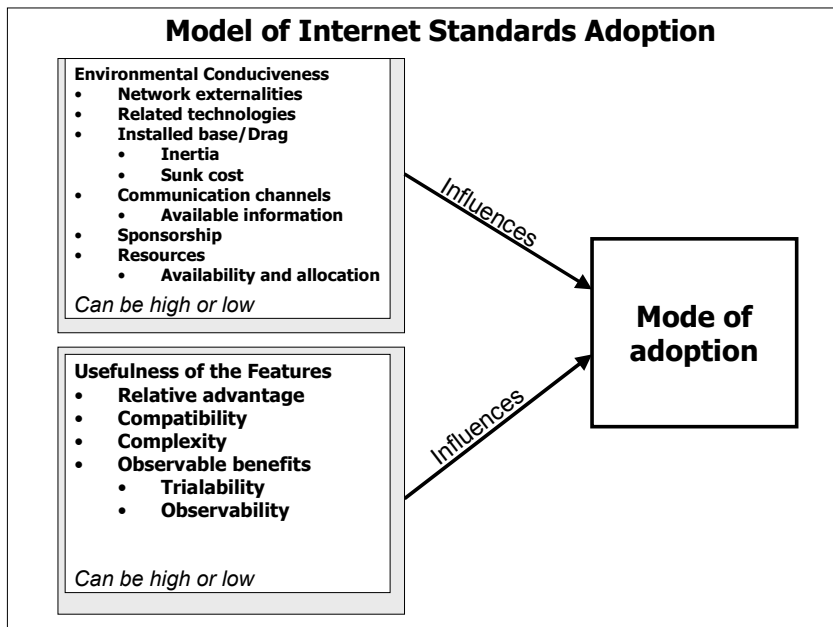 Model of Internet Standards Adoption
Environmental Conduciveness
• Network externalities
• Related technologies
• Installed base/Drag
• Inertia
• Sunk cost
• Communication channels
• Available information
• Sponsorship
• Resources
• Availability and allocation
Can be high or low
Influences
Mode of
adoption
Usefulness of the Features
• Relative advantage
• Compatibility
• Complexity
• Observable benefits
• Trialability
• Observability
Can be high or low
Influences